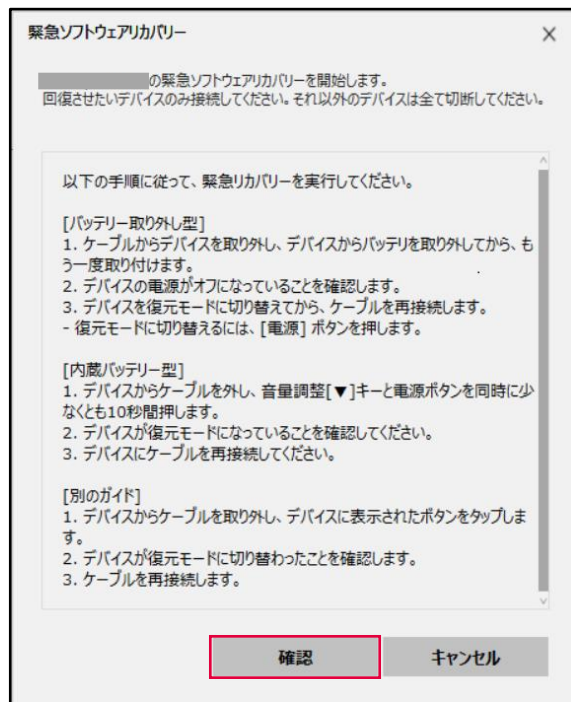 緊急ソフトウェアリカバリー
の緊急ソフトウェアリカバリーを開始します。
回復させたいデバイスのみ接続してください。それ以外のデバイスは全て切断してください。
以下の手順に従って、緊急リカバリーを実行してください。
[バッテリー取り外し型]
1. ケーブルからデバイスを取り外し、デバイスからバッテリを取り外してから、も
う一度取り付けます。
2. デバイスの電源がオフになっていることを確認します。
3. デバイスを復元モードに切り替えてから、ケーブルを再接続します。
- 復元モードに切り替えるには、[電源] ボタンを押します。
[内蔵バッテリー型]
1. デバイスからケーブルを外し、音量調整[▼]キーと電源ボタンを同時に少
なくとも10秒間押します。
2. デバイスが復元モードになっていることを確認してください。
3. デバイスにケーブルを再接続してください。
[別のガイド]
1. デバイスからケーブルを取り外し、デバイスに表示されたボタンをタップしま
す。
2. デバイスが復元モードに切り替わったことを確認します。
3. ケーブルを再接続します。
確認
キャンセル